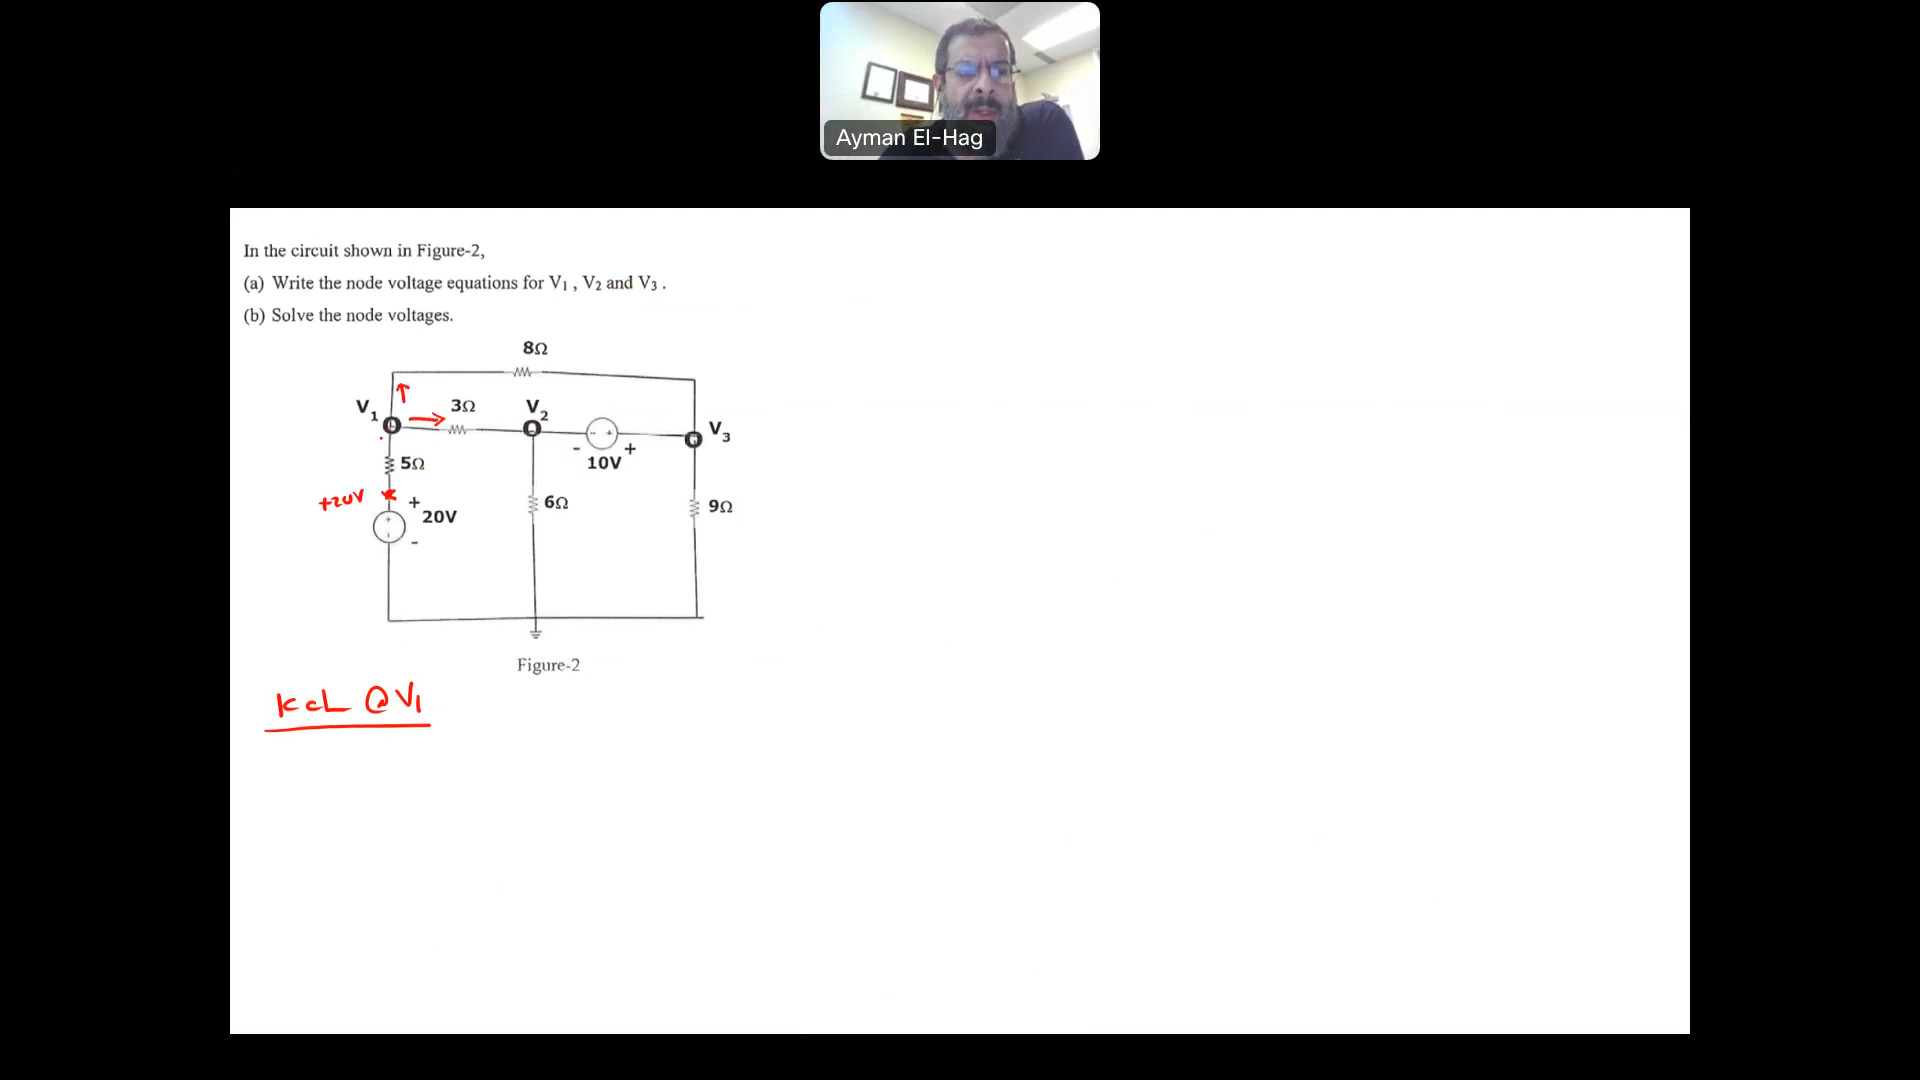 Ayman El-Hag
In the circuit shown in Figure-2,
(a) Write the node voltage equations for V₁ , V₂ and V₃ .
(b) Solve the node voltages.
8Ω
V₁
3Ω
V₂
V₃
- +
10V
5Ω
+20V
+
20V
-
6Ω
9Ω
Figure-2
KCL @ V₁